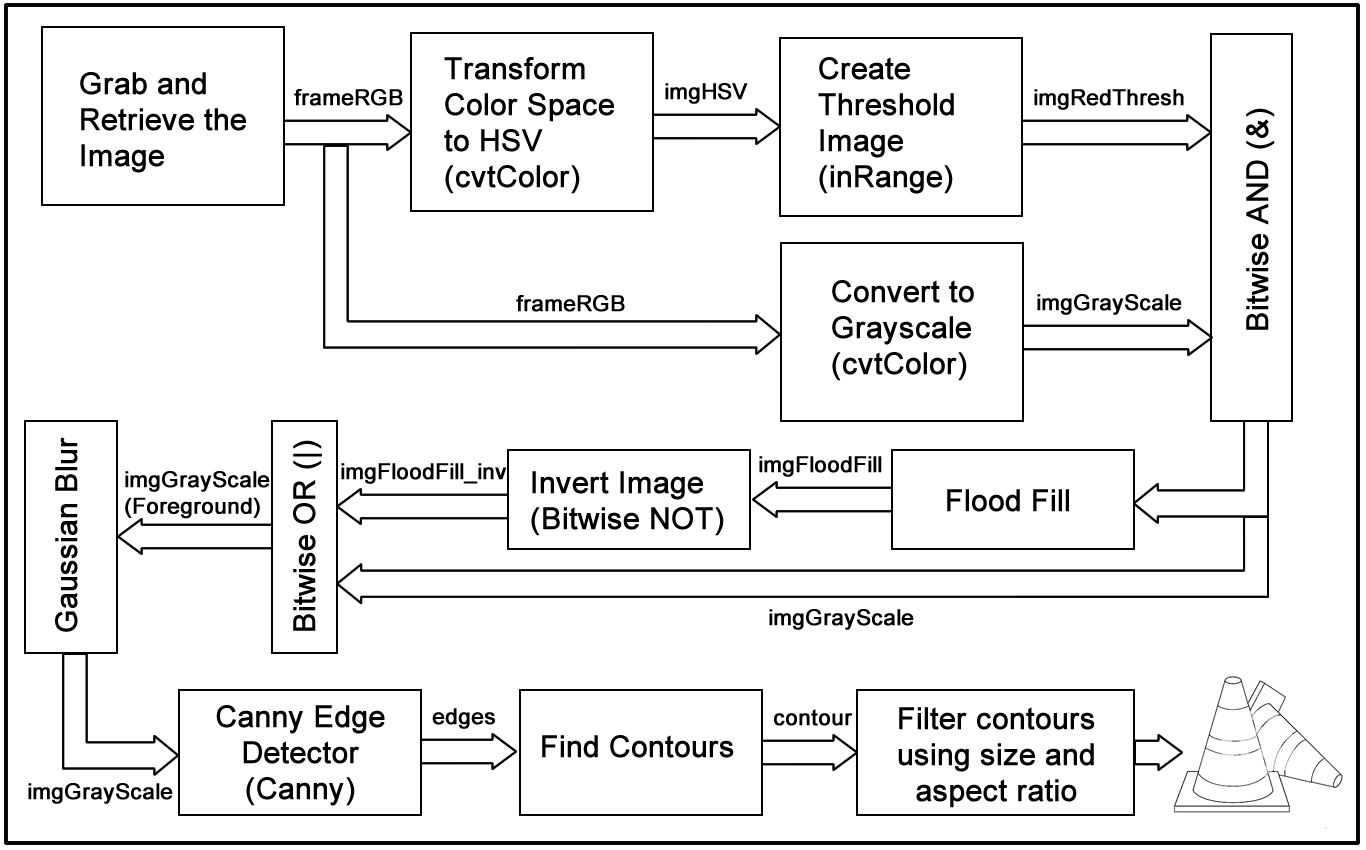 Grab and
Retrieve the
Image
frameRGB
Transform
Color Space
to HSV
(cvtColor)
imgHSV
Create
Threshold
Image
(inRange)
imgRedThresh
Bitwise AND (&)
frameRGB
Convert to
Grayscale
(cvtColor)
imgGrayScale
Gaussian Blur
imgGrayScale
(Foreground)
Bitwise OR (|)
imgFloodFill_inv
Invert Image
(Bitwise NOT)
imgFloodFill
Flood Fill
imgGrayScale
imgGrayScale
Canny Edge
Detector
(Canny)
edges
Find Contours
contour
Filter contours
using size and
aspect ratio